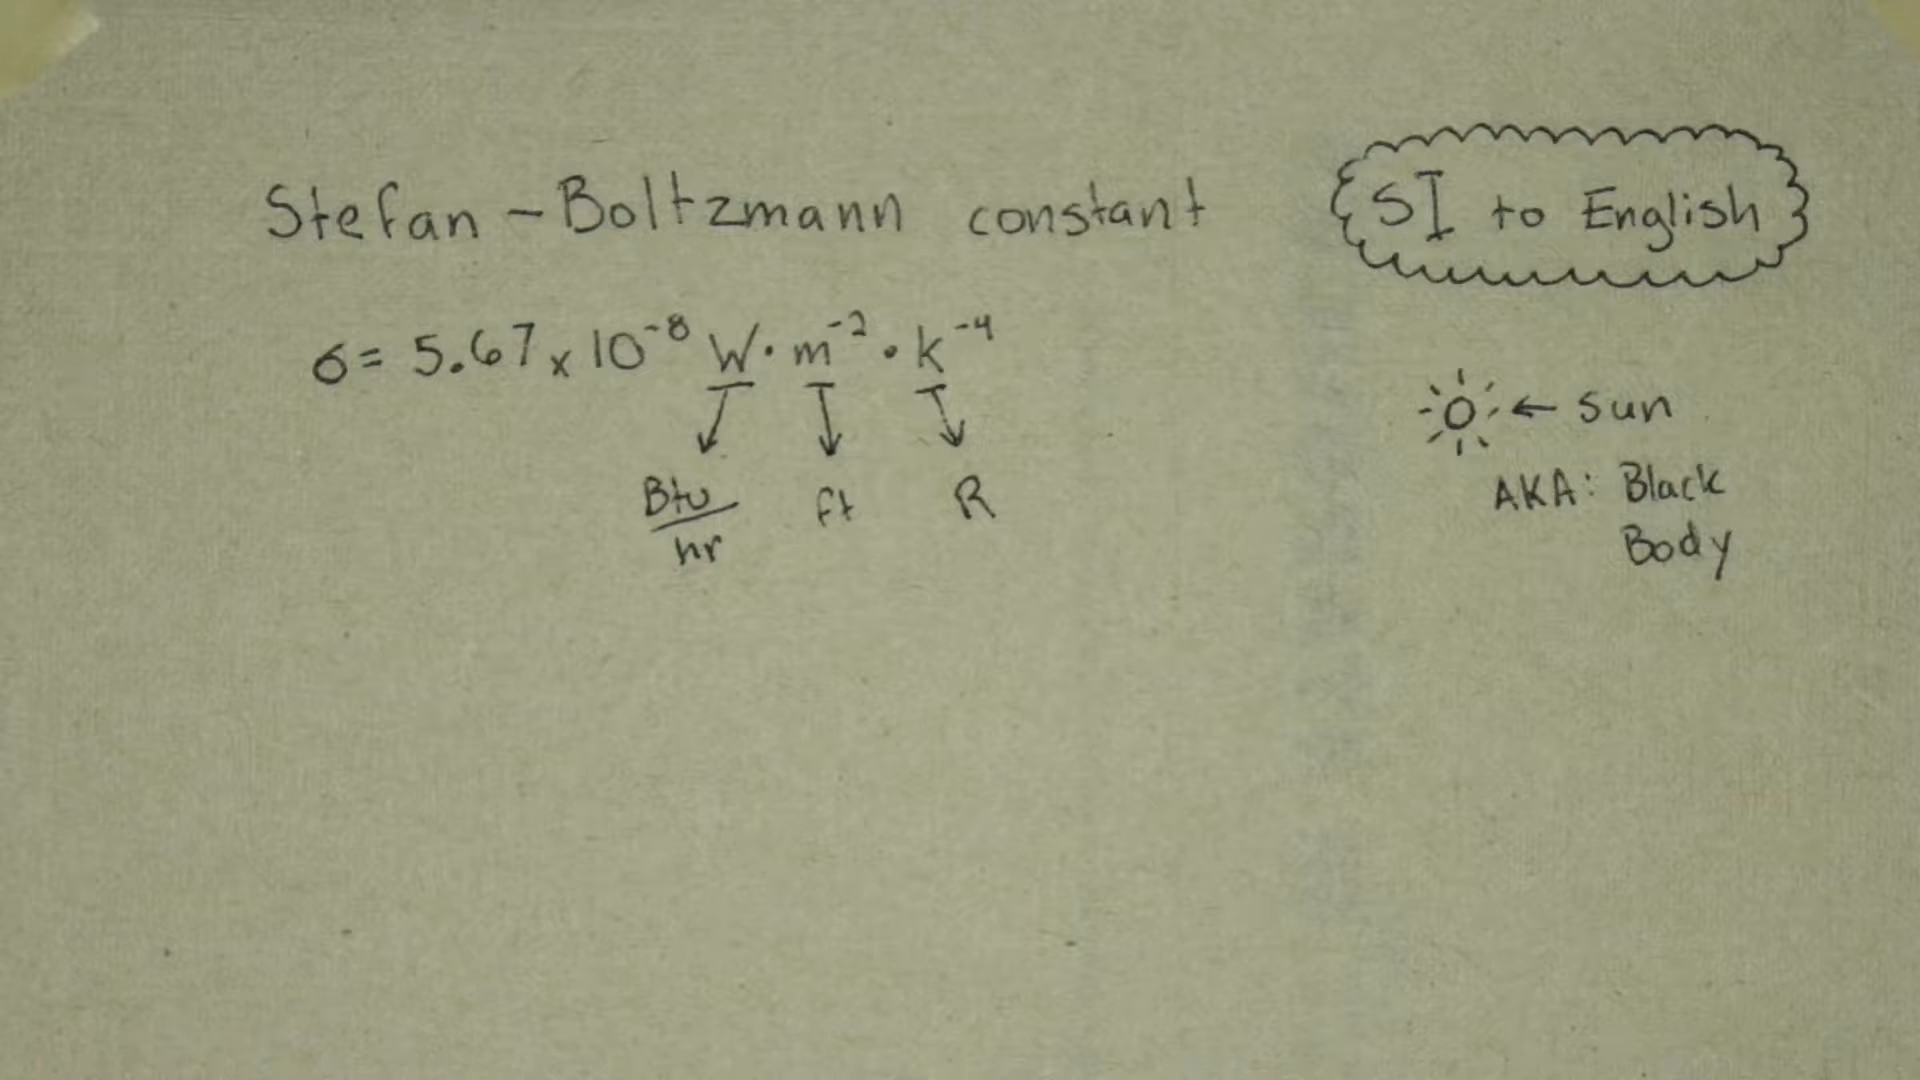 Stefan - Boltzmann constant
SI to English
σ = 5.67 x 10⁻⁸ W · m⁻² · k⁻⁴
← sun
Btu ft R
hr
AKA: Black
Body